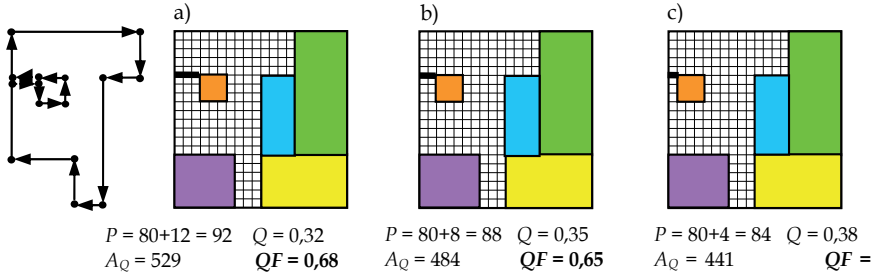 a) b) c)
P = 80+12 = 92 Q = 0,32 P = 80+8 = 88 Q = 0,35 P = 80+4 = 84 Q = 0,38
A_Q = 529 QF = 0,68 A_Q = 484 QF = 0,65 A_Q = 441 QF =